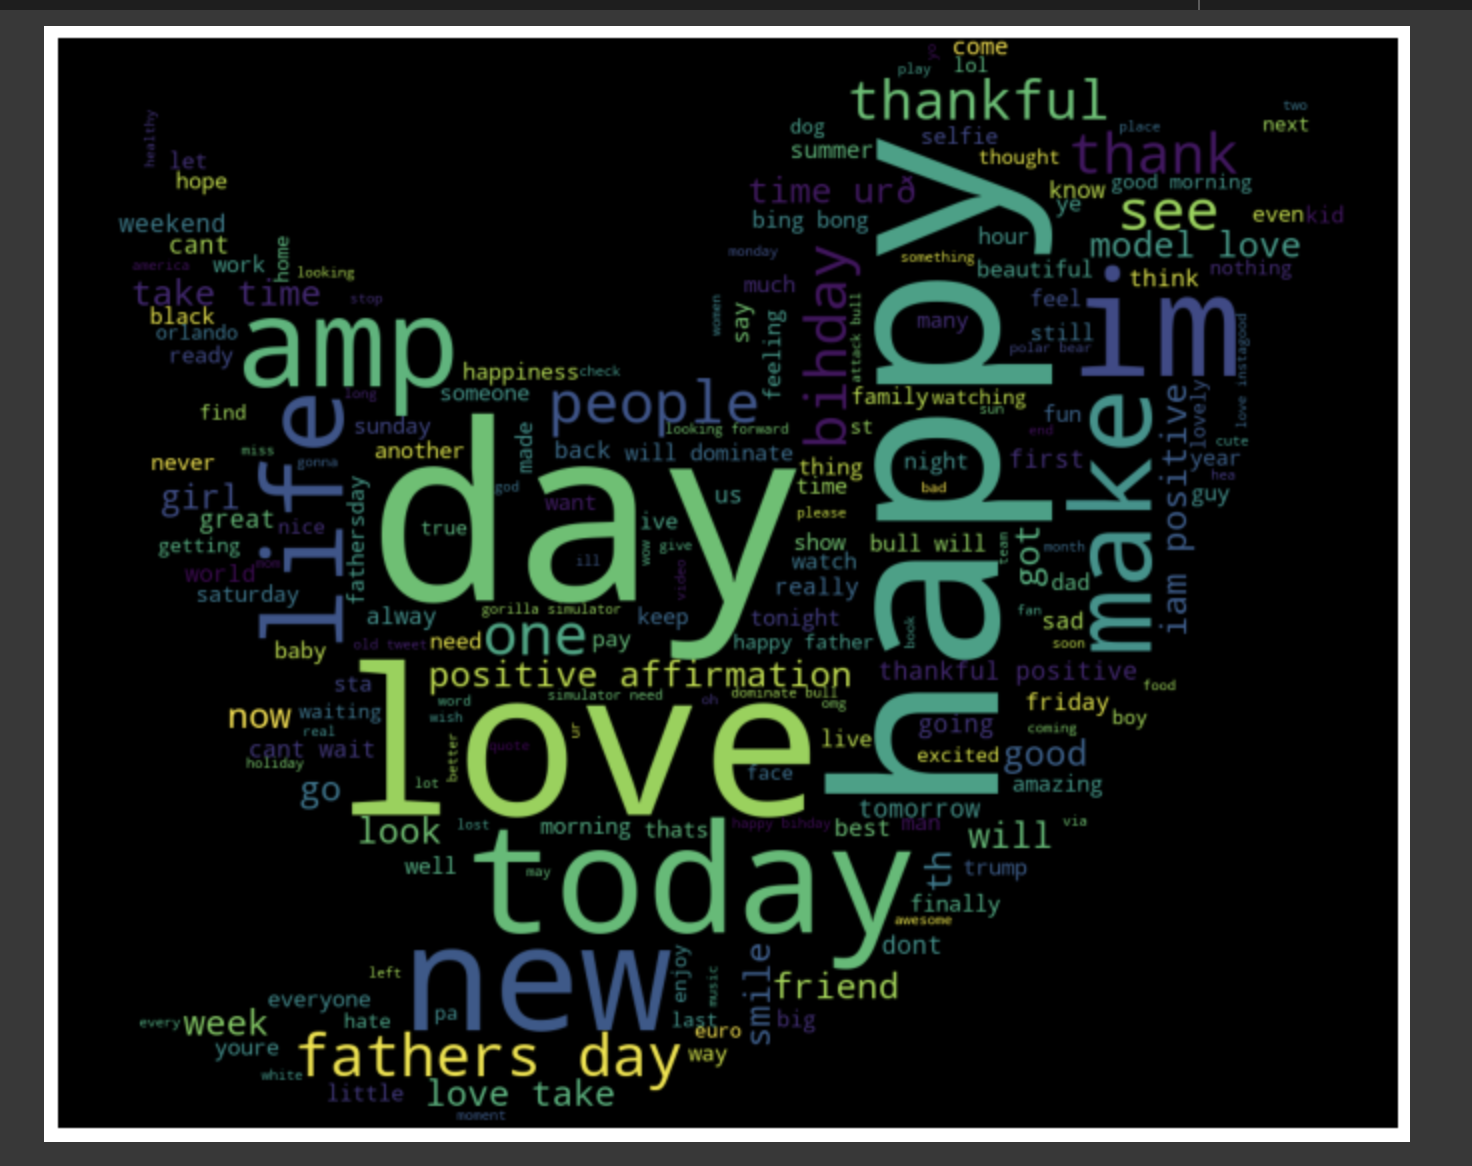 come
yo
lol
play
thankful
two
next
dog
selfie
place
healthy
summer
thought
thank
let
hope
time urð
know
good morning
ye
see
even
kid
weekend
bing bong
hour
model love
cant
home
monday
something
beautiful
think
nothing
america
work
looking
take time
stop
much
happy
feel
im
black
orlando
women
say
feeling
bihday
attack bull
many
still
polar bear
instagood
ready
amp
happiness
check
long
someone
people
family
watching
sun
fun
make
iam positive
lovely
love
find
life
sunday
looking forward
st
end
cute
miss
another
made
back
will dominate
never
gonna
thing
night
first
year
hea
girl
god
day
want
us
time
bad
guy
great
nice
fathersday
true
ive
please
getting
wow
give
show
bull will
team
got
month
world
mom
ill
video
watch
really
dad
saturday
gorilla simulator
alway
keep
tonight
book
fan
sad
baby
old tweet
need
one
pay
happy father
soon
positive affirmation
thankful positive
sta
simulator need
oh
dominate bull
food
now
waiting
word
love
omg
friday
wish
boy
real
ur
going
coming
cant wait
better
quote
live
excited
good
holiday
face
go
lot
amazing
tomorrow
look
lost
morning
thats
happy bihday
best
man
will
via
well
may
today
th
trump
finally
awesome
dont
left
new
enjoy
music
smile
friend
everyone
every
week
hate
pa
last
euro
big
youre
fathers day
way
white
little
love take
moment